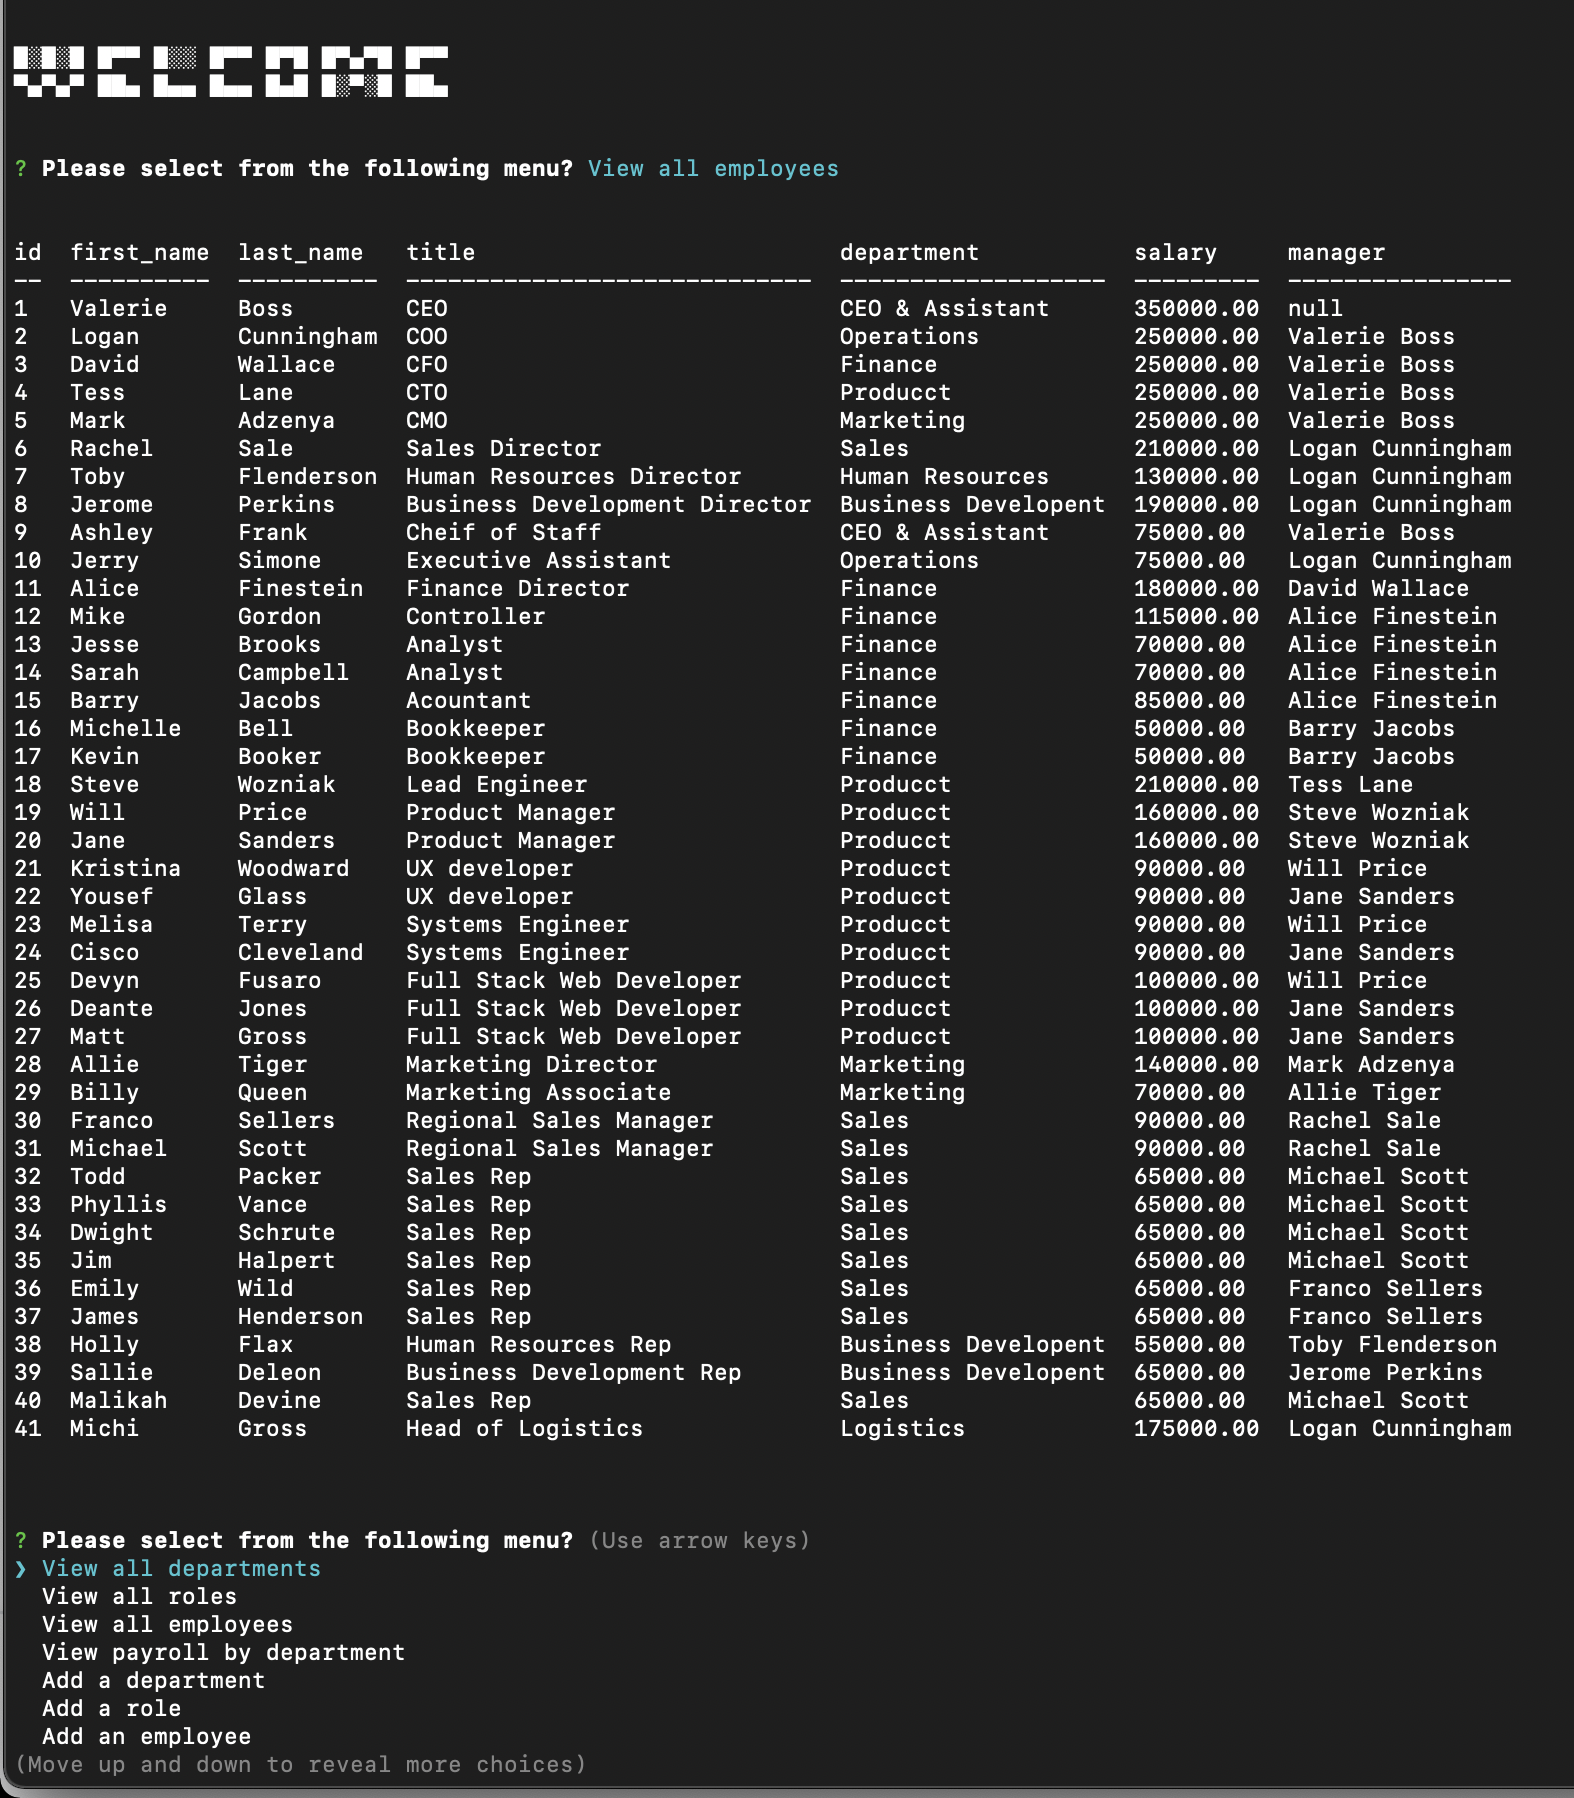 WELCOME
? Please select from the following menu? View all employees
id  first_name  last_name   title                          department           salary     manager
--  ----------  ----------  -----------------------------  -------------------  ---------  ----------------
1   Valerie     Boss        CEO                            CEO & Assistant      350000.00  null
2   Logan       Cunningham  COO                            Operations           250000.00  Valerie Boss
3   David       Wallace     CFO                            Finance              250000.00  Valerie Boss
4   Tess        Lane        CTO                            Producct             250000.00  Valerie Boss
5   Mark        Adzenya     CMO                            Marketing            250000.00  Valerie Boss
6   Rachel      Sale        Sales Director                 Sales                210000.00  Logan Cunningham
7   Toby        Flenderson  Human Resources Director       Human Resources      130000.00  Logan Cunningham
8   Jerome      Perkins     Business Development Director  Business Developent  190000.00  Logan Cunningham
9   Ashley      Frank       Cheif of Staff                 CEO & Assistant      75000.00   Valerie Boss
10  Jerry       Simone      Executive Assistant            Operations           75000.00   Logan Cunningham
11  Alice       Finestein   Finance Director               Finance              180000.00  David Wallace
12  Mike        Gordon      Controller                     Finance              115000.00  Alice Finestein
13  Jesse       Brooks      Analyst                        Finance              70000.00   Alice Finestein
14  Sarah       Campbell    Analyst                        Finance              70000.00   Alice Finestein
15  Barry       Jacobs      Acountant                      Finance              85000.00   Alice Finestein
16  Michelle    Bell        Bookkeeper                     Finance              50000.00   Barry Jacobs
17  Kevin       Booker      Bookkeeper                     Finance              50000.00   Barry Jacobs
18  Steve       Wozniak     Lead Engineer                  Producct             210000.00  Tess Lane
19  Will        Price       Product Manager                Producct             160000.00  Steve Wozniak
20  Jane        Sanders     Product Manager                Producct             160000.00  Steve Wozniak
21  Kristina    Woodward    UX developer                   Producct             90000.00   Will Price
22  Yousef      Glass       UX developer                   Producct             90000.00   Jane Sanders
23  Melisa      Terry       Systems Engineer               Producct             90000.00   Will Price
24  Cisco       Cleveland   Systems Engineer               Producct             90000.00   Jane Sanders
25  Devyn       Fusaro      Full Stack Web Developer       Producct             100000.00  Will Price
26  Deante      Jones       Full Stack Web Developer       Producct             100000.00  Jane Sanders
27  Matt        Gross       Full Stack Web Developer       Producct             100000.00  Jane Sanders
28  Allie       Tiger       Marketing Director             Marketing            140000.00  Mark Adzenya
29  Billy       Queen       Marketing Associate            Marketing            70000.00   Allie Tiger
30  Franco      Sellers     Regional Sales Manager         Sales                90000.00   Rachel Sale
31  Michael     Scott       Regional Sales Manager         Sales                90000.00   Rachel Sale
32  Todd        Packer      Sales Rep                      Sales                65000.00   Michael Scott
33  Phyllis     Vance       Sales Rep                      Sales                65000.00   Michael Scott
34  Dwight      Schrute     Sales Rep                      Sales                65000.00   Michael Scott
35  Jim         Halpert     Sales Rep                      Sales                65000.00   Michael Scott
36  Emily       Wild        Sales Rep                      Sales                65000.00   Franco Sellers
37  James       Henderson   Sales Rep                      Sales                65000.00   Franco Sellers
38  Holly       Flax        Human Resources Rep            Business Developent  55000.00   Toby Flenderson
39  Sallie      Deleon      Business Development Rep       Business Developent  65000.00   Jerome Perkins
40  Malikah     Devine      Sales Rep                      Sales                65000.00   Michael Scott
41  Michi       Gross       Head of Logistics              Logistics            175000.00  Logan Cunningham
? Please select from the following menu? (Use arrow keys)
❯ View all departments
View all roles
View all employees
View payroll by department
Add a department
Add a role
Add an employee
(Move up and down to reveal more choices)